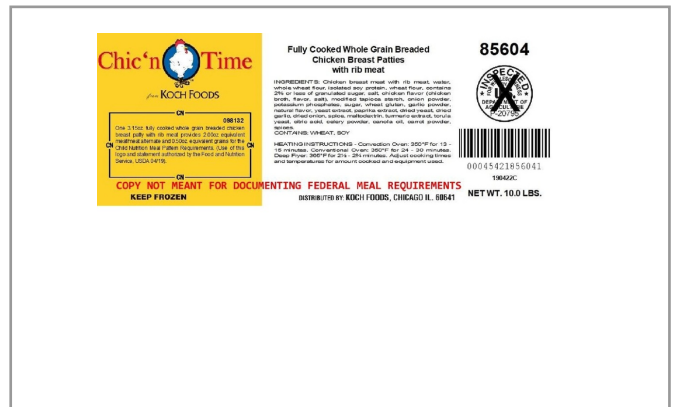 Chic'n Time
from KOCH FOODS
CN
098132
One 3.15oz. fully cooked whole grain breaded chicken
breast patty with rib meat provides 2.00oz equivalent
meat/meat alternate and 0.50oz equivalent grains for the
CN Child Nutrition Meal Pattern Requirements. (Use of this CN
logo and statement authorized by the Food and Nutrition
Service, USDA 04/19).
CN
KEEP FROZEN
Fully Cooked Whole Grain Breaded
Chicken Breast Patties
with rib meat
INGREDIENTS: Chicken breast meat with rib meat, water,
whole wheat flour, isolated soy protein, wheat flour, contains
2% or less of granulated sugar, salt, chicken flavor (chicken
broth, flavor, salt), modified tapioca starch, onion powder,
potassium phosphates, sugar, wheat gluten, garlic powder,
natural flavor, yeast extract, paprika extract, dried yeast, dried
garlic, dried onion, spice, maltodextrin, turmeric extract, torula
yeast, citric acid, celery powder, canola oil, carrot powder,
spices.
CONTAINS: WHEAT, SOY
HEATING INSTRUCTIONS - Convection Oven: 350°F for 13 -
minutes. Conventional Oven: 350°F for 24 - 30 minutes.
Deep Fryer: 350°F for 2½ - minutes. Adjust cooking times
and temperatures for amount cooked and equipment used.
COPY NOT MEANT FOR DOCUMENTING FEDERAL MEAL REQUIREMENTS
DISTRIBUTED BY: KOCH FOODS, CHICAGO IL. 60641
85604
INSPECTED
DEPARTMENT OF
AGRICULTURE
P-20795
00045421856041
190422C
NET WT. 10.0 LBS.